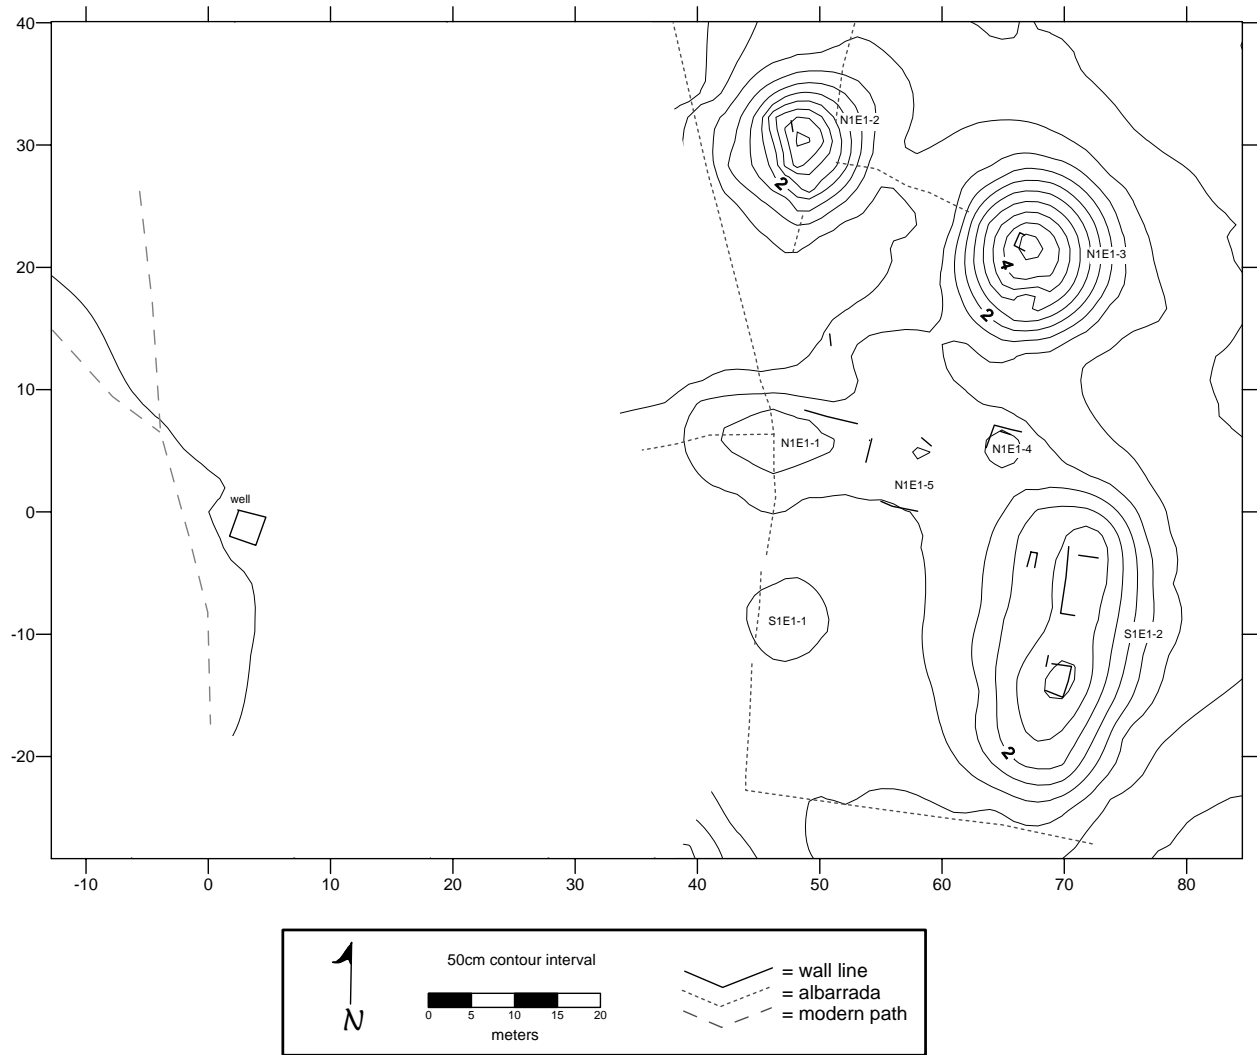 40
30
20
10
0
-10
-20
-10 0 10 20 30 40 50 60 70 80
N1E1-2
2
N1E1-3
4
2
N1E1-1
N1E1-4
N1E1-5
well
S1E1-1
S1E1-2
2
N
50cm contour interval
0 5 10 15 20
meters
= wall line
= albarrada
= modern path